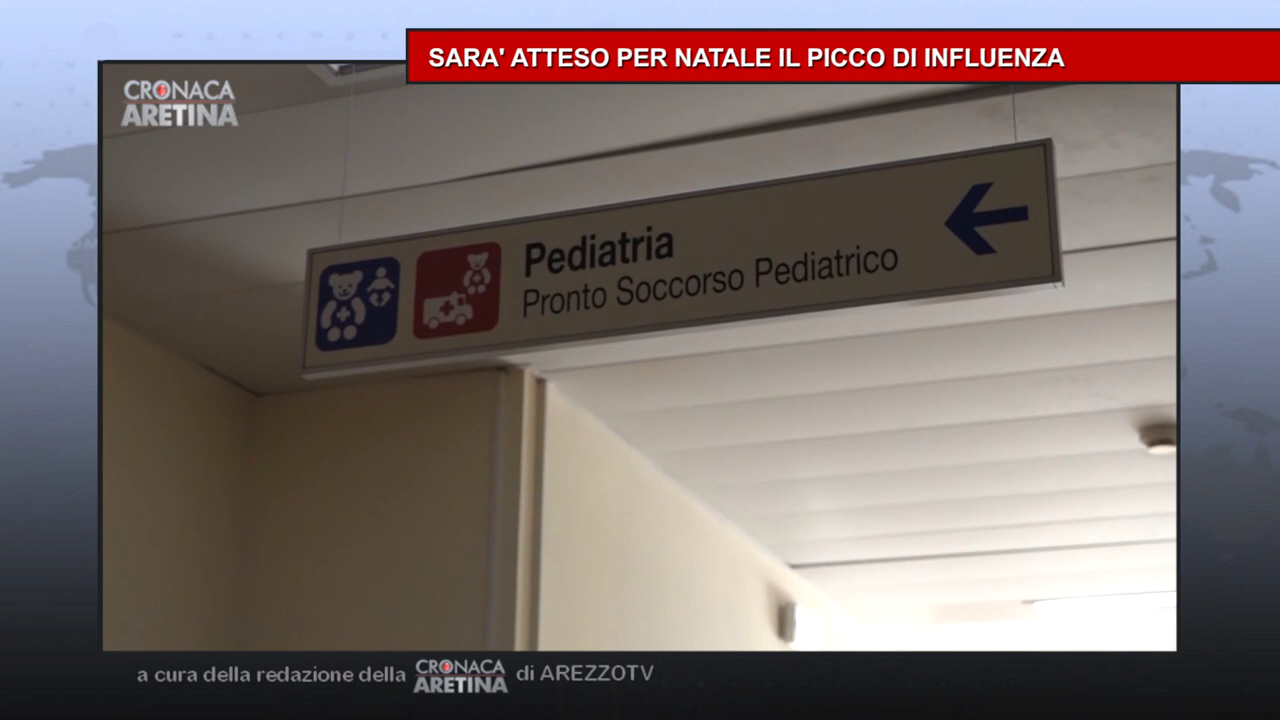 SARA' ATTESO PER NATALE IL PICCO DI INFLUENZA
CRONACA
ARETINA
Pediatria
Pronto Soccorso Pediatrico
a cura della redazione della CRONACA ARETINA di AREZZOTV